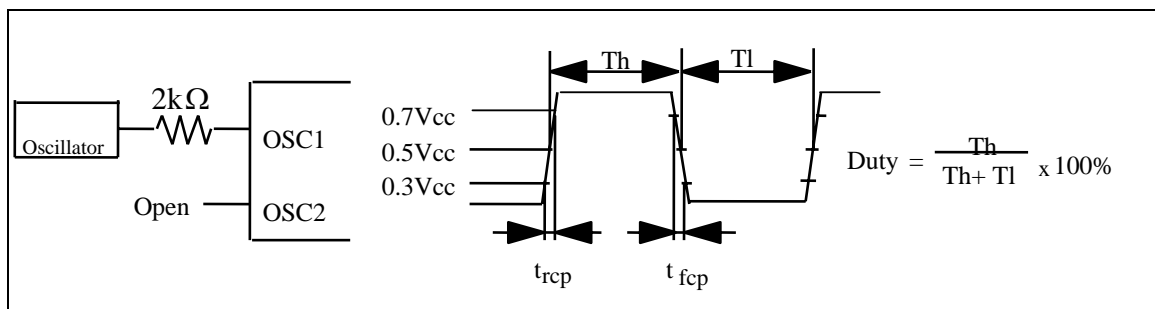 Oscillator
2kΩ
OSC1
Open
OSC2
0.7Vcc
0.5Vcc
0.3Vcc
Th
Tl
trcp
t fcp
Duty = Th / Th+ Tl x 100%